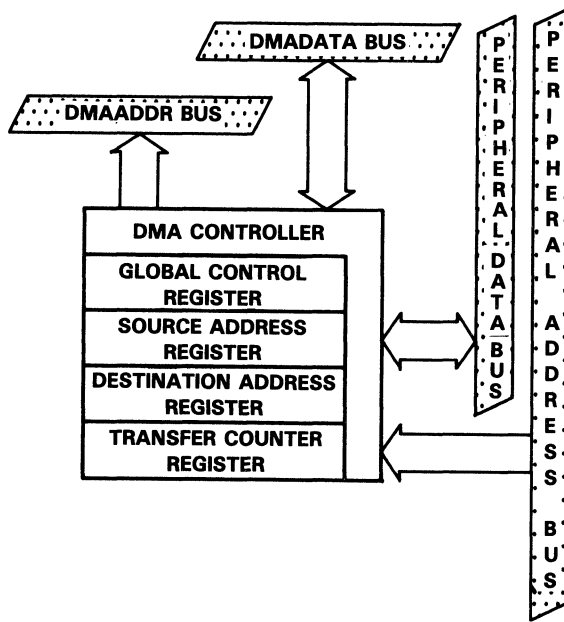 DMADATA BUS
DMAADDR BUS
DMA CONTROLLER
GLOBAL CONTROL
REGISTER
SOURCE ADDRESS
REGISTER
DESTINATION ADDRESS
REGISTER
TRANSFER COUNTER
REGISTER
PERIPHERAL DATA BUS
PERIPHERAL ADDRESS BUS